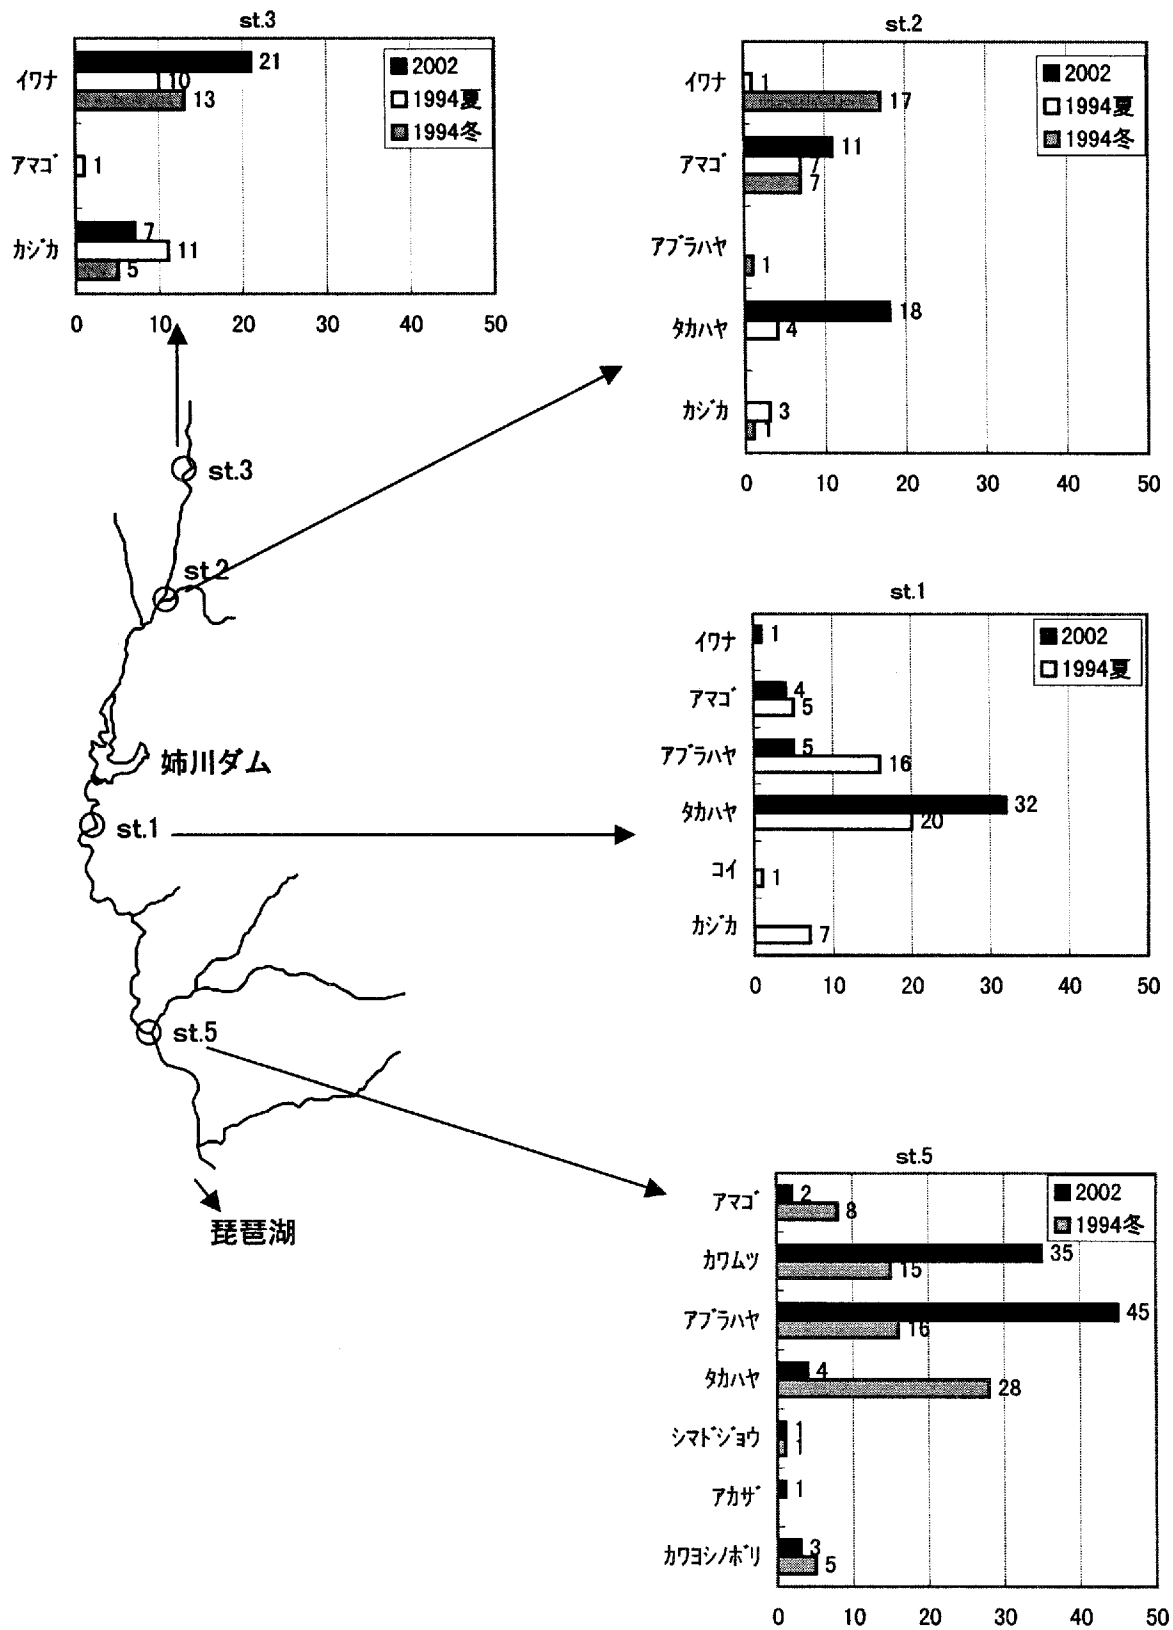 st.3
イワナ
アマゴ
カジカ
21
10
13
1
7
11
5
2002
1994夏
1994冬
0 10 20 30 40 50
st.2
イワナ
アマゴ
アブラハヤ
タカハヤ
カジカ
1
17
11
7
7
1
18
4
3
1
2002
1994夏
1994冬
0 10 20 30 40 50
st.3
st.2
姉川ダム
st.1
st.5
琵琶湖
st.1
イワナ
アマゴ
アブラハヤ
タカハヤ
コイ
カジカ
1
4
5
5
16
32
20
1
7
2002
1994夏
0 10 20 30 40 50
st.5
アマゴ
カワムツ
アブラハヤ
タカハヤ
シマドジョウ
アカザ
カワヨシノボリ
2
8
35
15
45
16
4
28
1
1
1
3
5
2002
1994冬
0 10 20 30 40 50